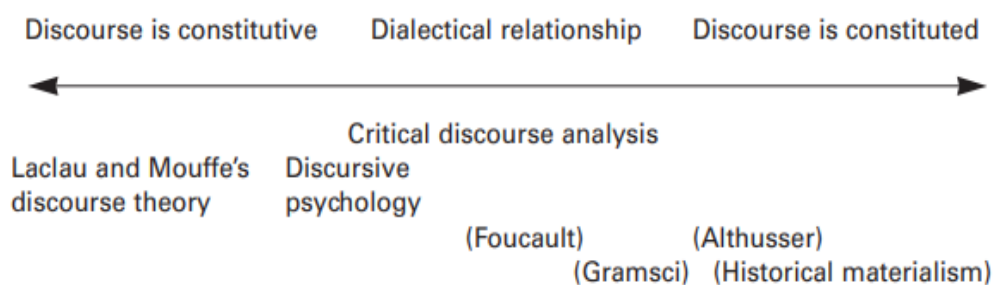 Discourse is constitutive Dialectical relationship Discourse is constituted
Critical discourse analysis
Laclau and Mouffe's Discursive
discourse theory psychology
(Foucault) (Althusser)
(Gramsci) (Historical materialism)